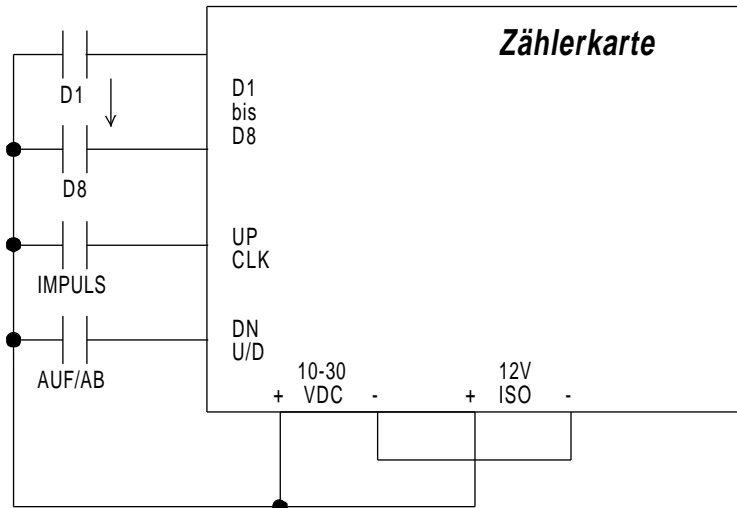 Zählerkarte
D1
D1
bis
D8
D8
UP
CLK
IMPULS
DN
U/D
AUF/AB
10-30
VDC
+ -
12V
ISO
+ -